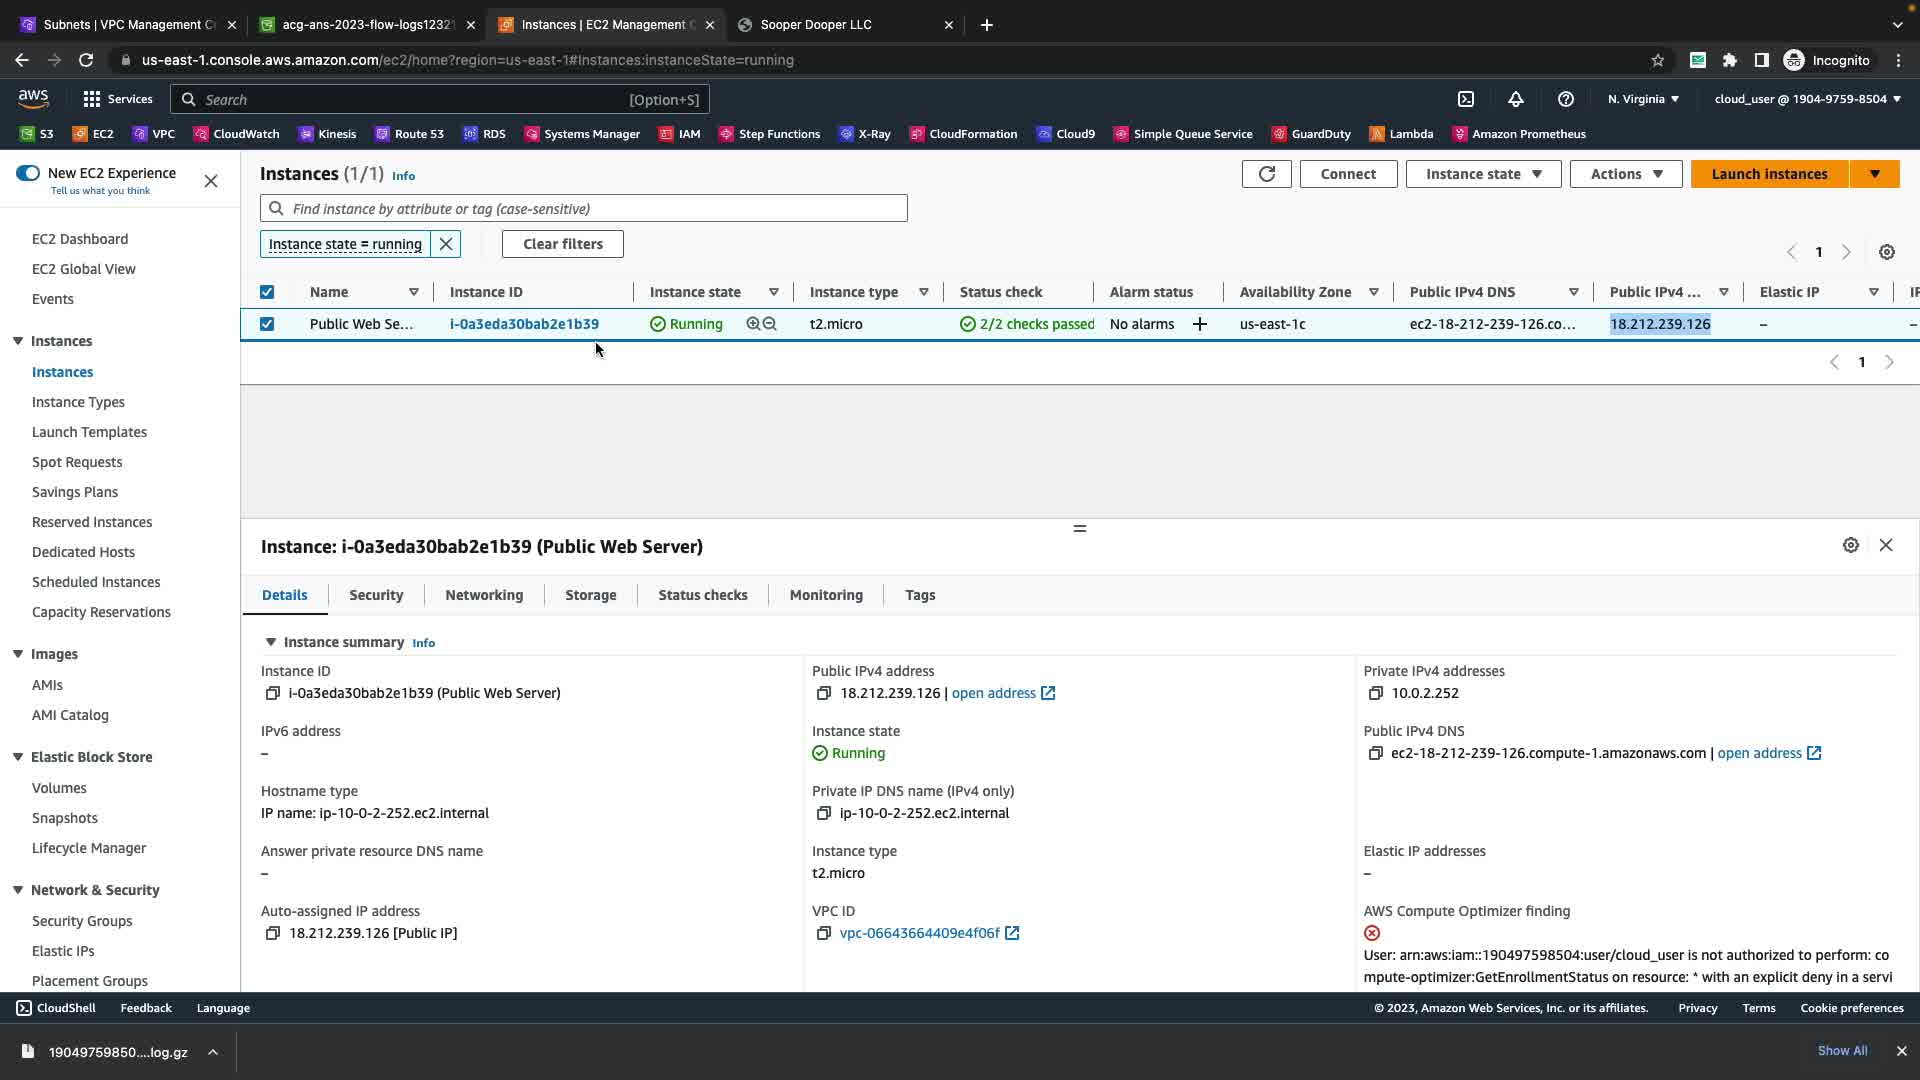 Subnets | VPC Management C
acg-ans-2023-flow-logs12321
Instances | EC2 Management C
Sooper Dooper LLC
us-east-1.console.aws.amazon.com/ec2/home?region=us-east-1#Instances:instanceState=running
Incognito
aws
Services
Search
[Option+S]
N. Virginia
cloud_user @ 1904-9759-8504
S3
EC2
VPC
CloudWatch
Kinesis
Route 53
RDS
Systems Manager
IAM
Step Functions
X-Ray
CloudFormation
Cloud9
Simple Queue Service
GuardDuty
Lambda
Amazon Prometheus
New EC2 Experience
Tell us what you think
EC2 Dashboard
EC2 Global View
Events
Instances
Instances
Instance Types
Launch Templates
Spot Requests
Savings Plans
Reserved Instances
Dedicated Hosts
Scheduled Instances
Capacity Reservations
Images
AMIs
AMI Catalog
Elastic Block Store
Volumes
Snapshots
Lifecycle Manager
Network & Security
Security Groups
Elastic IPs
Placement Groups
Instances (1/1) Info
Connect
Instance state
Actions
Launch instances
Find instance by attribute or tag (case-sensitive)
Instance state = running
Clear filters
1
Name
Instance ID
Instance state
Instance type
Status check
Alarm status
Availability Zone
Public IPv4 DNS
Public IPv4 ...
Elastic IP
IP
Public Web Se...
i-0a3eda30bab2e1b39
Running
t2.micro
2/2 checks passed
No alarms
us-east-1c
ec2-18-212-239-126.co...
18.212.239.126
–
–
1
Instance: i-0a3eda30bab2e1b39 (Public Web Server)
Details
Security
Networking
Storage
Status checks
Monitoring
Tags
Instance summary Info
Instance ID
i-0a3eda30bab2e1b39 (Public Web Server)
Public IPv4 address
18.212.239.126 | open address
Private IPv4 addresses
10.0.2.252
IPv6 address
–
Instance state
Running
Public IPv4 DNS
ec2-18-212-239-126.compute-1.amazonaws.com | open address
Hostname type
IP name: ip-10-0-2-252.ec2.internal
Private IP DNS name (IPv4 only)
ip-10-0-2-252.ec2.internal
Answer private resource DNS name
–
Instance type
t2.micro
Elastic IP addresses
–
Auto-assigned IP address
18.212.239.126 [Public IP]
VPC ID
vpc-06643664409e4f06f
AWS Compute Optimizer finding
User: arn:aws:iam::190497598504:user/cloud_user is not authorized to perform: co
mpute-optimizer:GetEnrollmentStatus on resource: * with an explicit deny in a servi
CloudShell
Feedback
Language
© 2023, Amazon Web Services, Inc. or its affiliates.
Privacy
Terms
Cookie preferences
19049759850....log.gz
Show All